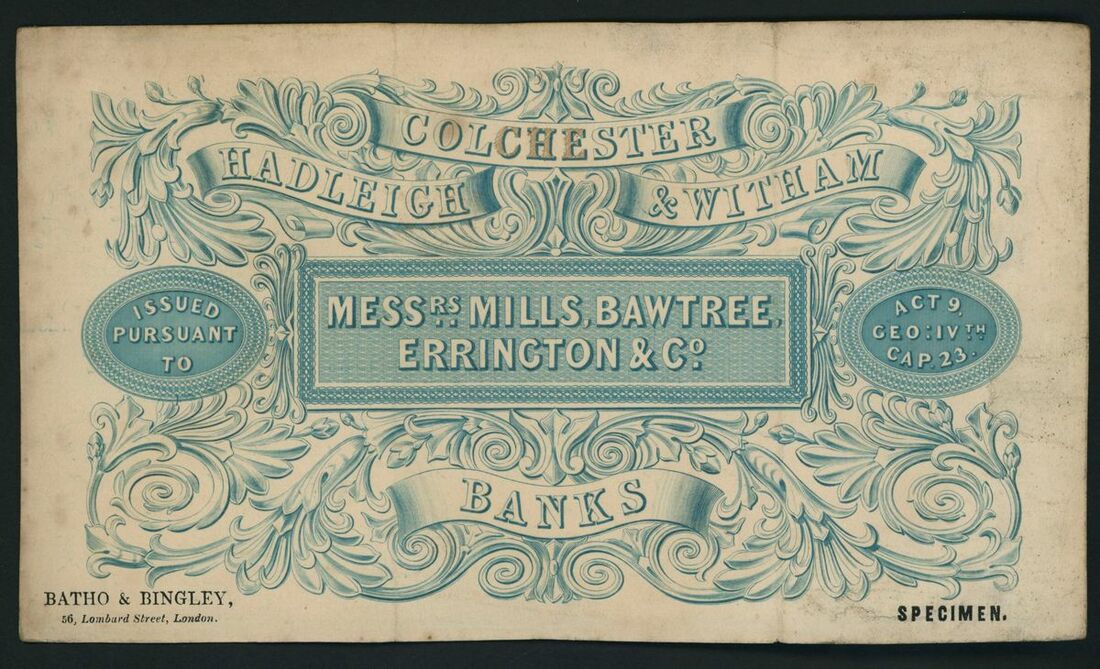 COLCHESTER
HADLEIGH & WITHAM
ISSUED
PURSUANT
TO
MESSRS. MILLS, BAWTREE,
ERRINGTON & Co.
ACT 9.
GEO: IVTH
CAP. 23.
BANKS
BATHO & BINGLEY,
56, Lombard Street, London.
SPECIMEN.